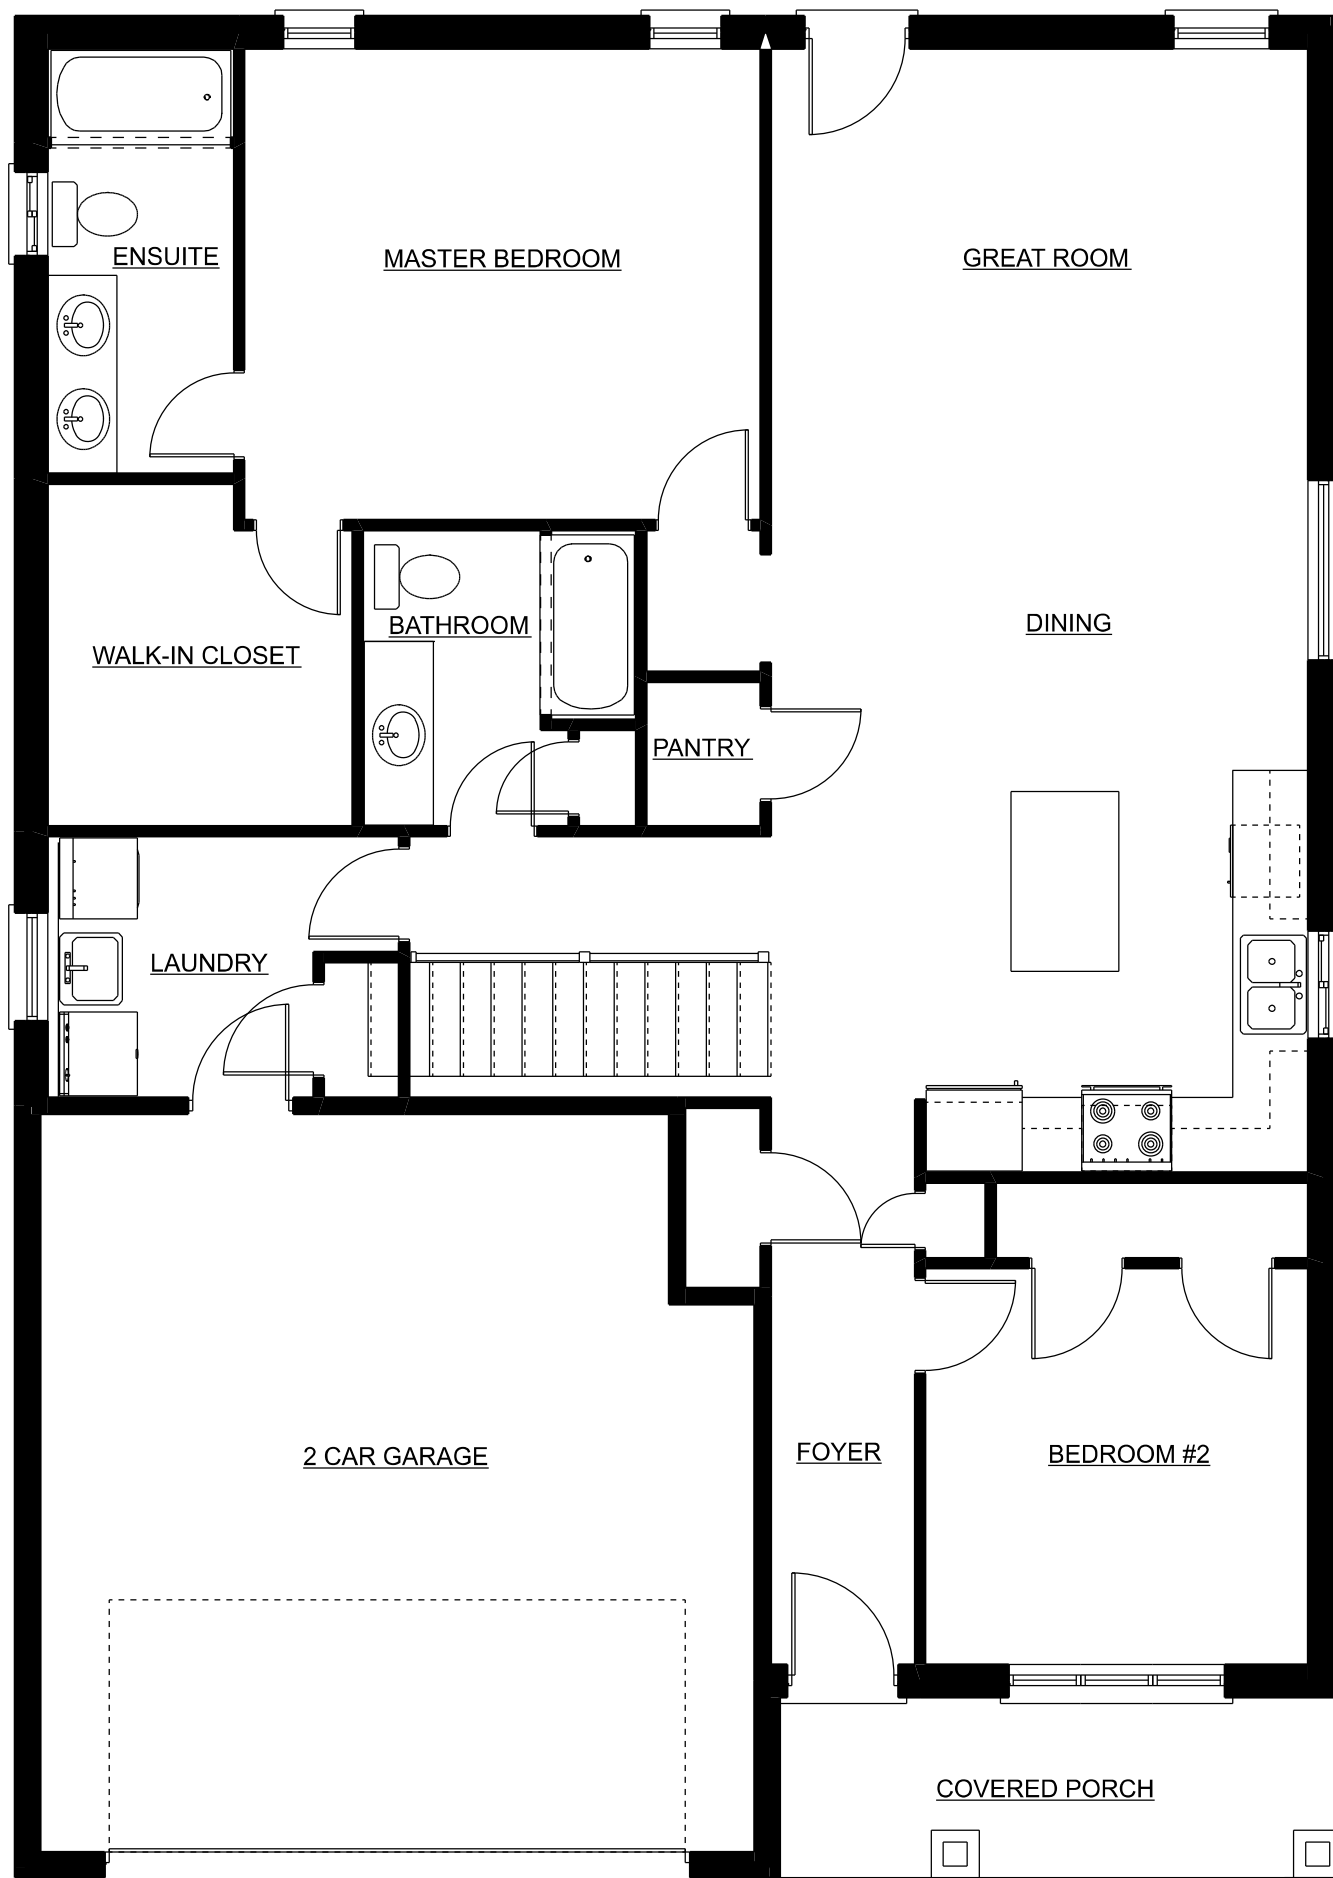 ENSUITE
MASTER BEDROOM
GREAT ROOM
BATHROOM
DINING
WALK-IN CLOSET
PANTRY
LAUNDRY
2 CAR GARAGE
FOYER
BEDROOM #2
COVERED PORCH